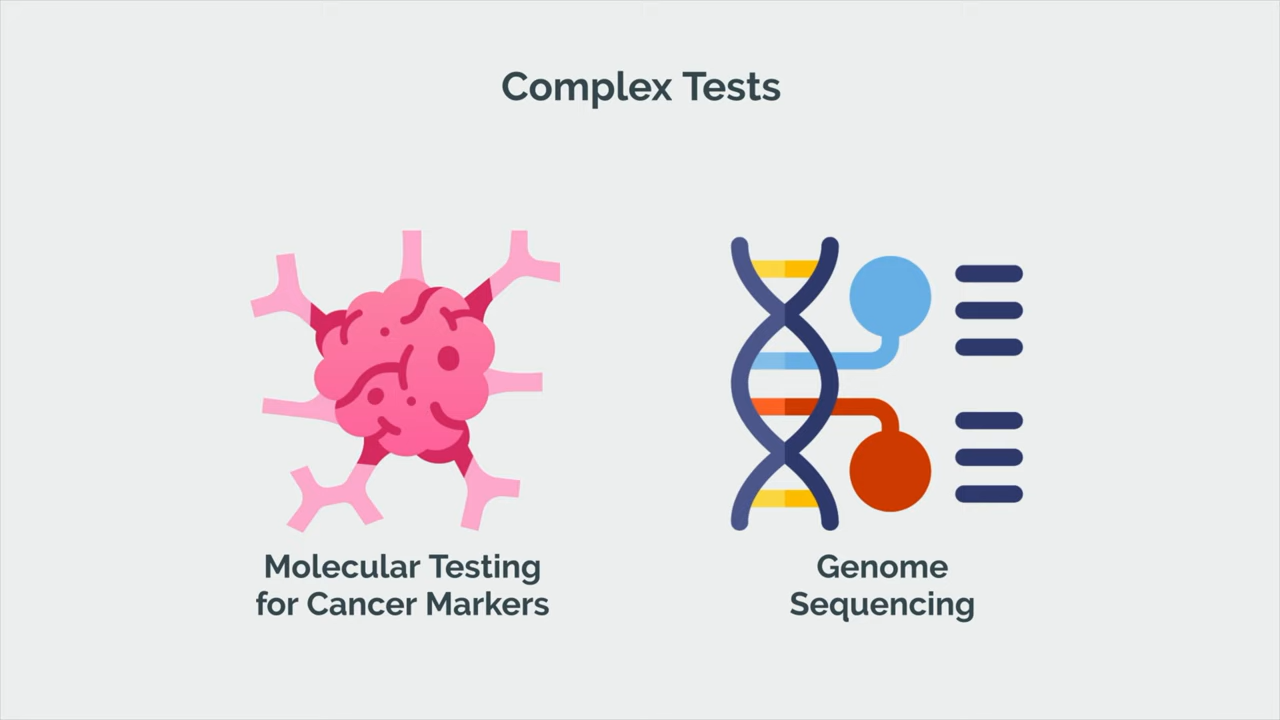 Complex Tests
Molecular Testing
for Cancer Markers
Genome
Sequencing